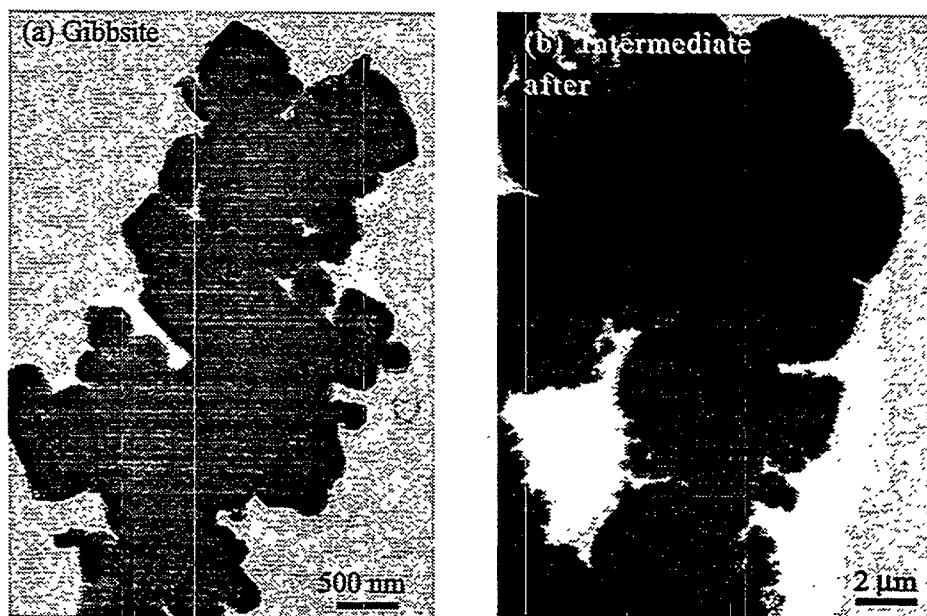 (a) Gibbsite
500 nm
(b) Intermediate
after
2 μm